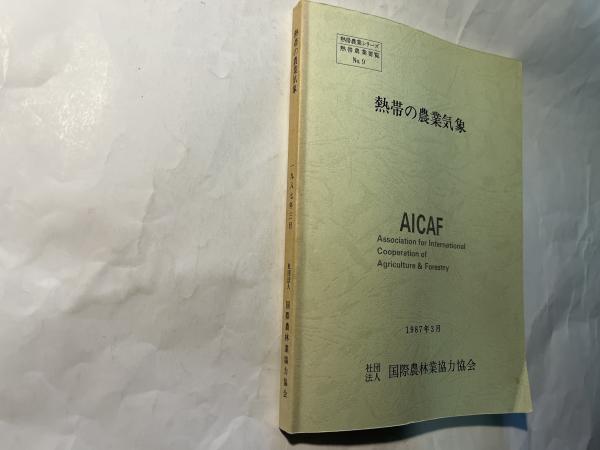 熱帯農業シリーズ
熱帯農業要覧
No.9
熱帯の農業気象
AICAF
Association for International
Cooperation of
Agriculture & Forestry
1987年3月
社団
法人
国際農林業協力協会
熱帯の農業気象
一九八七年三月
社団法人
国際農林業協力協会